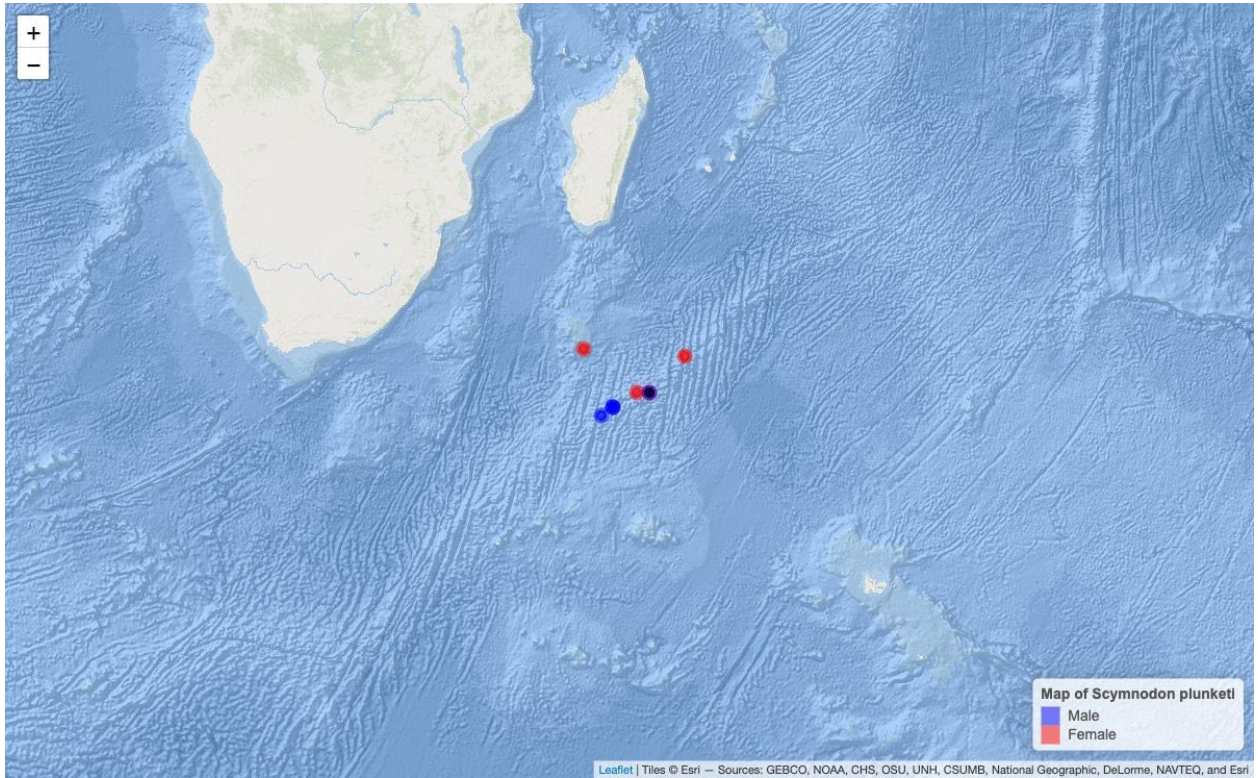 +
−
Map of Scymnodon plunketi
Male
Female
Leaflet | Tiles © Esri — Sources: GEBCO, NOAA, CHS, OSU, UNH, CSUMB, National Geographic, DeLorme, NAVTEQ, and Esri